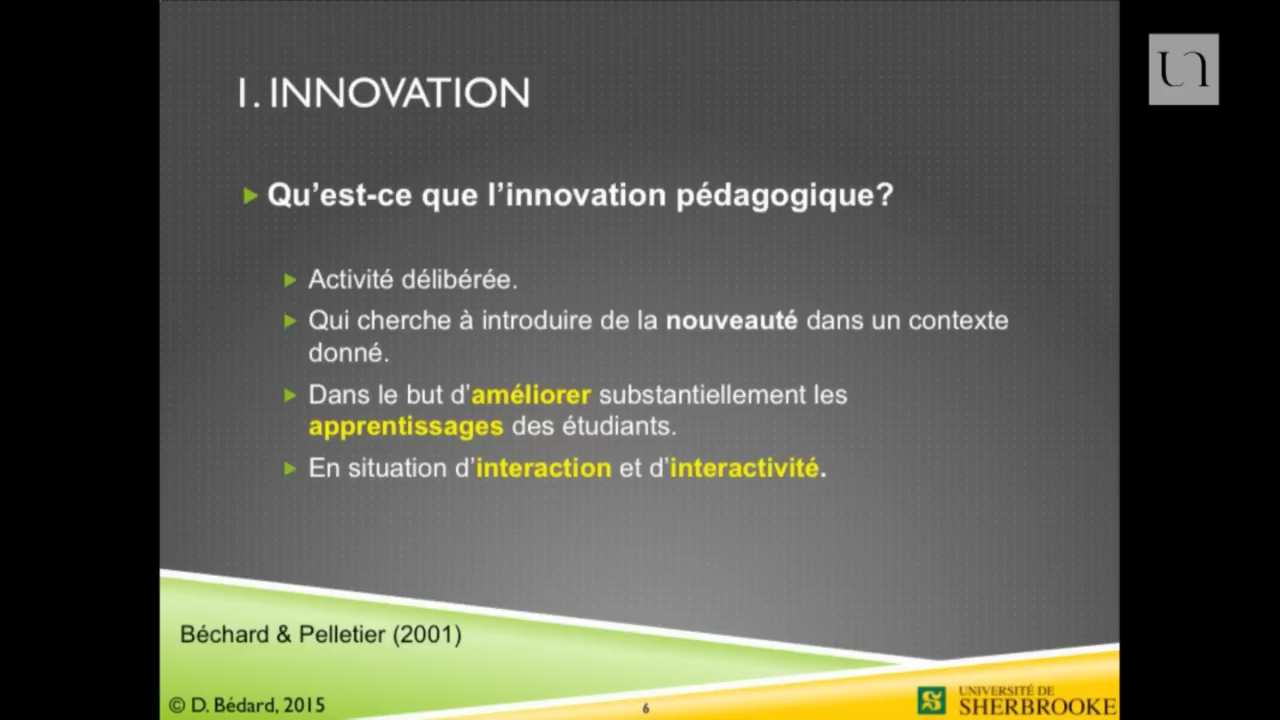 1. INNOVATION
Qu’est-ce que l’innovation pédagogique?
Activité délibérée.
Qui cherche à introduire de la nouveauté dans un contexte
donné.
Dans le but d’améliorer substantiellement les
apprentissages des étudiants.
En situation d’interaction et d’interactivité.
Béchard & Pelletier (2001)
© D. Bédard, 2015
6
UNIVERSITÉ DE
SHERBROOKE
un